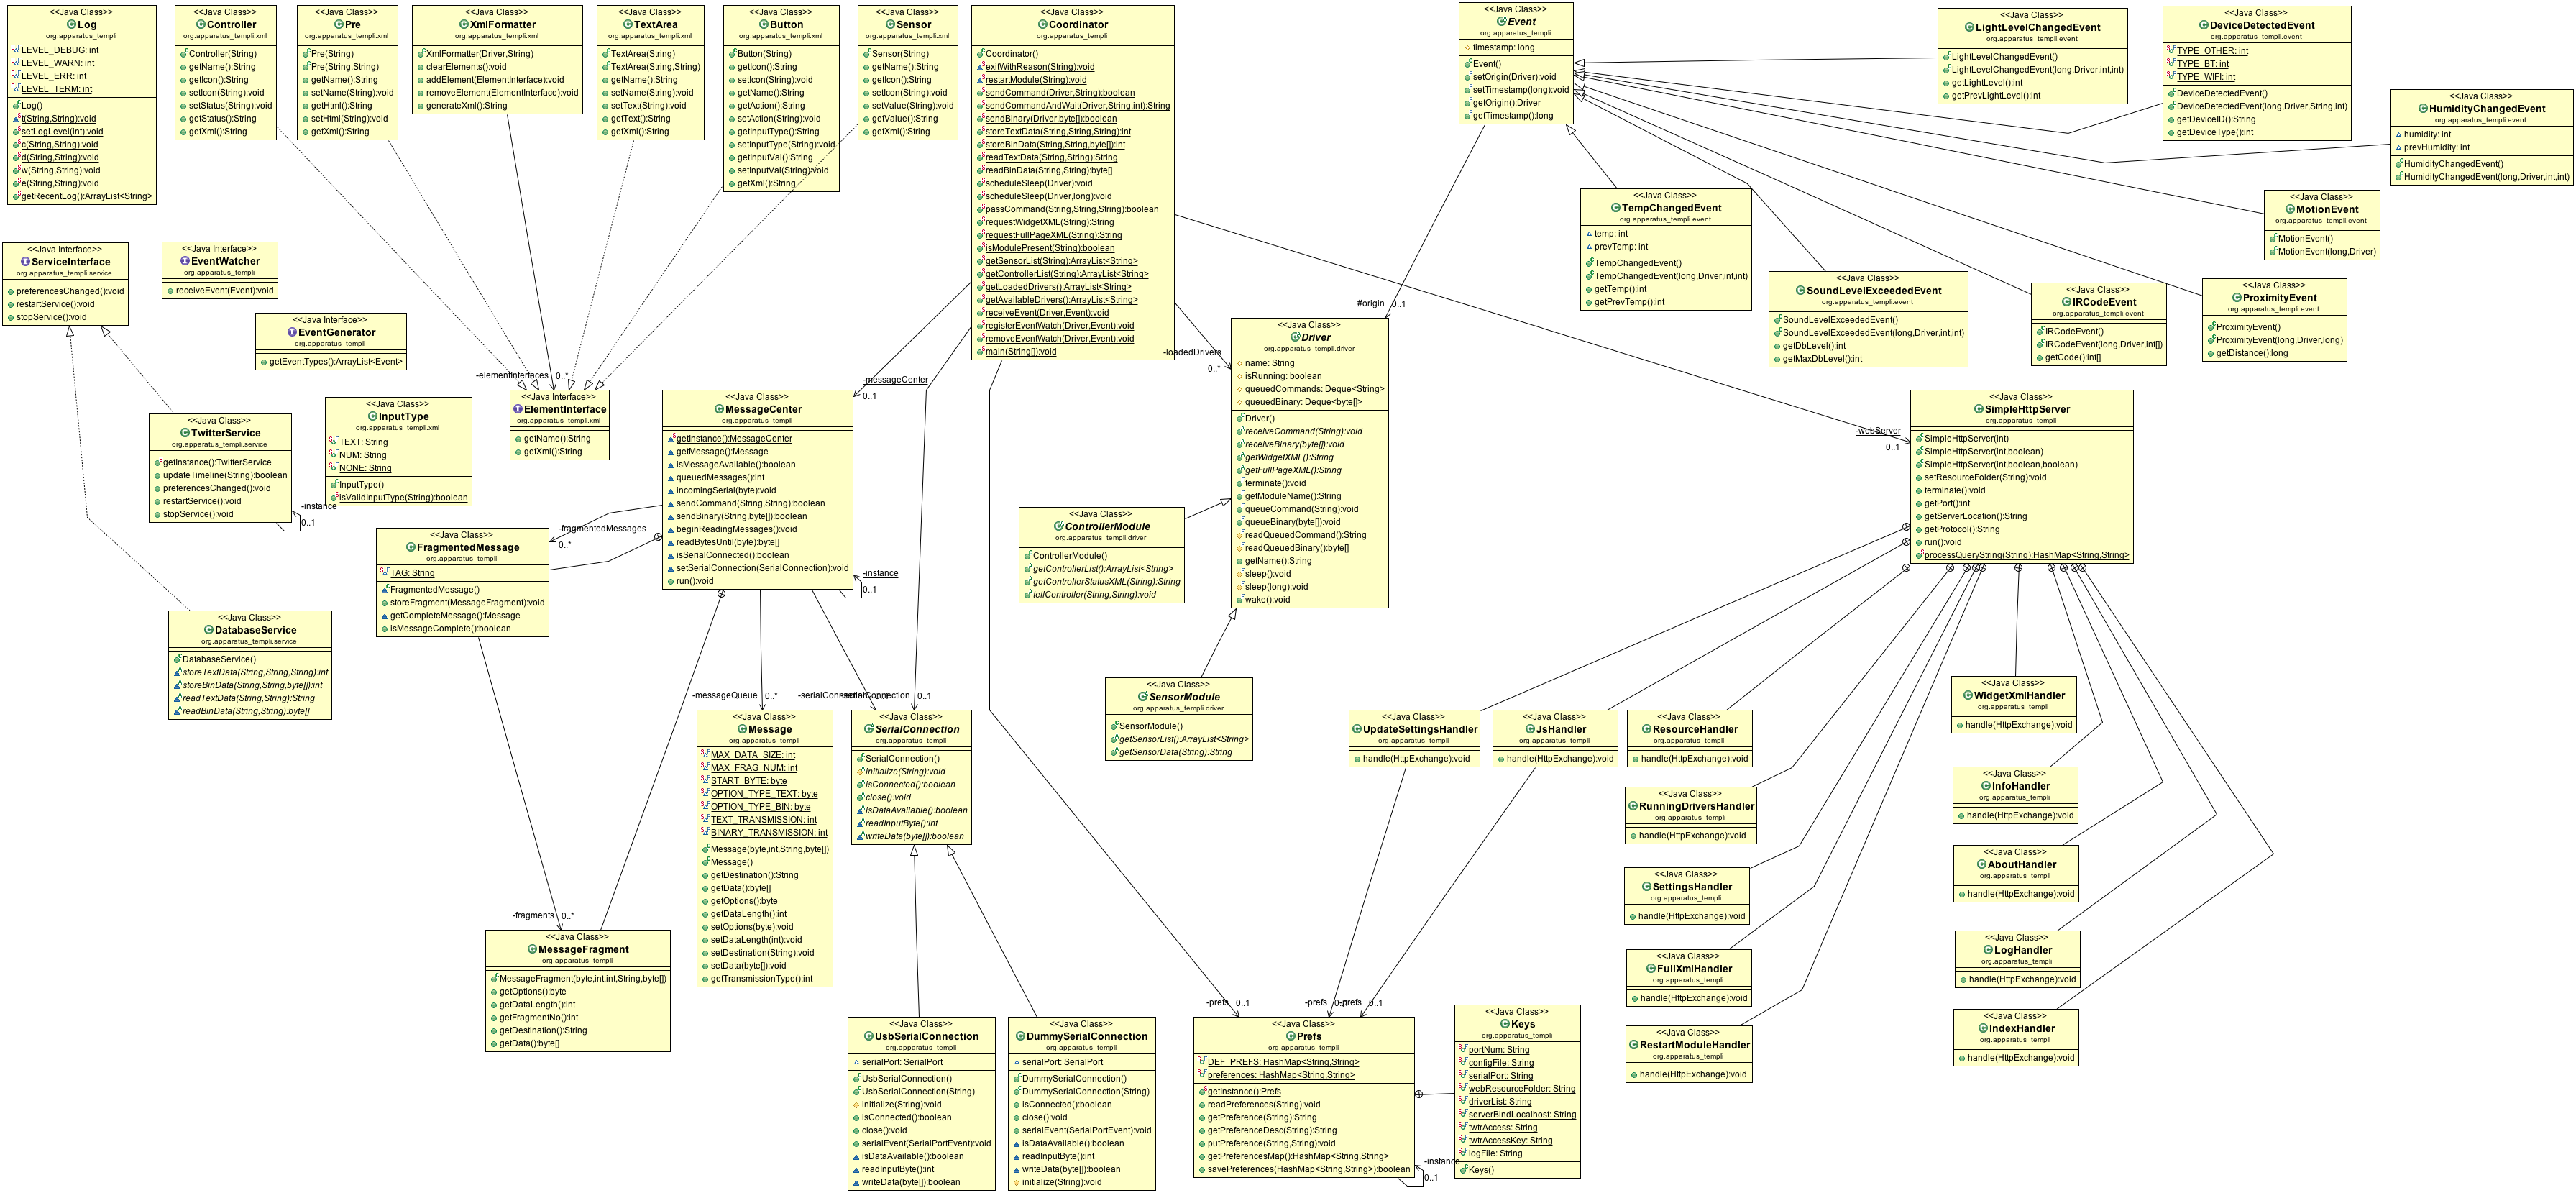 <<Java Class>>
Log
org.apparatus_templi
LEVEL_DEBUG: int
LEVEL_WARN: int
LEVEL_ERR: int
LEVEL_TERM: int
Log()
t(String,String):void
setLogLevel(int):void
c(String,String):void
d(String,String):void
w(String,String):void
e(String,String):void
getRecentLog():ArrayList<String>
<<Java Class>>
Controller
org.apparatus_templi.xml
Controller(String)
getName():String
getIcon():String
setIcon(String):void
setStatus(String):void
getStatus():String
getXml():String
<<Java Class>>
Pre
org.apparatus_templi.xml
Pre(String)
Pre(String,String)
getName():String
setName(String):void
getHtml():String
setHtml(String):void
getXml():String
<<Java Class>>
XmlFormatter
org.apparatus_templi.xml
XmlFormatter(Driver,String)
clearElements():void
addElement(ElementInterface):void
removeElement(ElementInterface):void
generateXml():String
<<Java Class>>
TextArea
org.apparatus_templi.xml
TextArea(String)
TextArea(String,String)
getName():String
setName(String):void
setText(String):void
getText():String
getXml():String
<<Java Class>>
Button
org.apparatus_templi.xml
Button(String)
getIcon():String
setIcon(String):void
getName():String
getAction():String
setAction(String):void
getInputType():String
setInputType(String):void
getInputVal():String
setInputVal(String):void
getXml():String
<<Java Class>>
Sensor
org.apparatus_templi.xml
Sensor(String)
getName():String
getIcon():String
setIcon(String):void
setValue(String):void
getValue():String
getXml():String
<<Java Class>>
Coordinator
org.apparatus_templi
Coordinator()
exitWithReason(String):void
restartModule(String):void
sendCommand(Driver,String):boolean
sendCommandAndWait(Driver,String,int):String
sendBinary(Driver,byte[]):boolean
storeTextData(String,String,String):int
storeBinData(String,String,byte[]):int
readTextData(String,String):String
readBinData(String,String):byte[]
scheduleSleep(Driver):void
scheduleSleep(Driver,long):void
passCommand(String,String,String):boolean
requestWidgetXML(String):String
requestFullPageXML(String):String
isModulePresent(String):boolean
getSensorList(String):ArrayList<String>
getControllerList(String):ArrayList<String>
getLoadedDrivers():ArrayList<String>
getAvailableDrivers():ArrayList<String>
receiveEvent(Driver,Event):void
registerEventWatch(Driver,Event):void
removeEventWatch(Driver,Event):void
main(String[]):void
<<Java Class>>
Event
org.apparatus_templi
timestamp: long
Event()
setOrigin(Driver):void
setTimestamp(long):void
getOrigin():Driver
getTimestamp():long
<<Java Class>>
LightLevelChangedEvent
org.apparatus_templi.event
LightLevelChangedEvent()
LightLevelChangedEvent(long,Driver,int,int)
getLightLevel():int
getPrevLightLevel():int
<<Java Class>>
DeviceDetectedEvent
org.apparatus_templi.event
TYPE_OTHER: int
TYPE_BT: int
TYPE_WIFI: int
DeviceDetectedEvent()
DeviceDetectedEvent(long,Driver,String,int)
getDeviceID():String
getDeviceType():int
<<Java Class>>
HumidityChangedEvent
org.apparatus_templi.event
humidity: int
prevHumidity: int
HumidityChangedEvent()
HumidityChangedEvent(long,Driver,int,int)
<<Java Class>>
TempChangedEvent
org.apparatus_templi.event
temp: int
prevTemp: int
TempChangedEvent()
TempChangedEvent(long,Driver,int,int)
getTemp():int
getPrevTemp():int
<<Java Class>>
MotionEvent
org.apparatus_templi.event
MotionEvent()
MotionEvent(long,Driver)
<<Java Class>>
SoundLevelExceededEvent
org.apparatus_templi.event
SoundLevelExceededEvent()
SoundLevelExceededEvent(long,Driver,int,int)
getDbLevel():int
getMaxDbLevel():int
<<Java Class>>
IRCodeEvent
org.apparatus_templi.event
IRCodeEvent()
IRCodeEvent(long,Driver,int[])
getCode():int[]
<<Java Class>>
ProximityEvent
org.apparatus_templi.event
ProximityEvent()
ProximityEvent(long,Driver,long)
getDistance():long
<<Java Interface>>
ServiceInterface
org.apparatus_templi.service
preferencesChanged():void
restartService():void
stopService():void
<<Java Interface>>
EventWatcher
org.apparatus_templi
receiveEvent(Event):void
<<Java Interface>>
EventGenerator
org.apparatus_templi
getEventTypes():ArrayList<Event>
#origin 0..1
-elementInterfaces 0..*
-messageCenter
0..1
-loadedDrivers
0..*
<<Java Class>>
TwitterService
org.apparatus_templi.service
getInstance():TwitterService
updateTimeline(String):boolean
preferencesChanged():void
restartService():void
stopService():void
-instance
0..1
<<Java Class>>
InputType
org.apparatus_templi.xml
TEXT: String
NUM: String
NONE: String
InputType()
isValidInputType(String):boolean
<<Java Interface>>
ElementInterface
org.apparatus_templi.xml
getName():String
getXml():String
<<Java Class>>
MessageCenter
org.apparatus_templi
getInstance():MessageCenter
getMessage():Message
isMessageAvailable():boolean
queuedMessages():int
incomingSerial(byte):void
sendCommand(String,String):boolean
sendBinary(String,byte[]):boolean
beginReadingMessages():void
readBytesUntil(byte):byte[]
isSerialConnected():boolean
setSerialConnection(SerialConnection):void
run():void
-instance
0..1
<<Java Class>>
Driver
org.apparatus_templi.driver
name: String
isRunning: boolean
queuedCommands: Deque<String>
queuedBinary: Deque<byte[]>
Driver()
receiveCommand(String):void
receiveBinary(byte[]):void
getWidgetXML():String
getFullPageXML():String
terminate():void
getModuleName():String
queueCommand(String):void
queueBinary(byte[]):void
readQueuedCommand():String
readQueuedBinary():byte[]
getName():String
sleep():void
sleep(long):void
wake():void
-webServer
0..1
<<Java Class>>
SimpleHttpServer
org.apparatus_templi
SimpleHttpServer(int)
SimpleHttpServer(int,boolean)
SimpleHttpServer(int,boolean,boolean)
setResourceFolder(String):void
terminate():void
getPort():int
getServerLocation():String
getProtocol():String
run():void
processQueryString(String):HashMap<String,String>
<<Java Class>>
ControllerModule
org.apparatus_templi.driver
ControllerModule()
getControllerList():ArrayList<String>
getControllerStatusXML(String):String
tellController(String,String):void
-fragmentedMessages
0..*
<<Java Class>>
FragmentedMessage
org.apparatus_templi
TAG: String
FragmentedMessage()
storeFragment(MessageFragment):void
getCompleteMessage():Message
isMessageComplete():boolean
<<Java Class>>
DatabaseService
org.apparatus_templi.service
DatabaseService()
storeTextData(String,String,String):int
storeBinData(String,String,byte[]):int
readTextData(String,String):String
readBinData(String,String):byte[]
-messageQueue 0..*
-serialConnection
0..1
<<Java Class>>
Message
org.apparatus_templi
MAX_DATA_SIZE: int
MAX_FRAG_NUM: int
START_BYTE: byte
OPTION_TYPE_TEXT: byte
OPTION_TYPE_BIN: byte
TEXT_TRANSMISSION: int
BINARY_TRANSMISSION: int
Message(byte,int,String,byte[])
Message()
getDestination():String
getData():byte[]
getOptions():byte
getDataLength():int
setOptions(byte):void
setDataLength(int):void
setDestination(String):void
setData(byte[]):void
getTransmissionType():int
<<Java Class>>
SerialConnection
org.apparatus_templi
SerialConnection()
initialize(String):void
isConnected():boolean
close():void
isDataAvailable():boolean
readInputByte():int
writeData(byte[]):boolean
<<Java Class>>
SensorModule
org.apparatus_templi.driver
SensorModule()
getSensorList():ArrayList<String>
getSensorData(String):String
<<Java Class>>
UpdateSettingsHandler
org.apparatus_templi
handle(HttpExchange):void
<<Java Class>>
JsHandler
org.apparatus_templi
handle(HttpExchange):void
<<Java Class>>
ResourceHandler
org.apparatus_templi
handle(HttpExchange):void
<<Java Class>>
WidgetXmlHandler
org.apparatus_templi
handle(HttpExchange):void
<<Java Class>>
RunningDriversHandler
org.apparatus_templi
handle(HttpExchange):void
<<Java Class>>
InfoHandler
org.apparatus_templi
handle(HttpExchange):void
<<Java Class>>
SettingsHandler
org.apparatus_templi
handle(HttpExchange):void
<<Java Class>>
AboutHandler
org.apparatus_templi
handle(HttpExchange):void
<<Java Class>>
FullXmlHandler
org.apparatus_templi
handle(HttpExchange):void
<<Java Class>>
LogHandler
org.apparatus_templi
handle(HttpExchange):void
<<Java Class>>
RestartModuleHandler
org.apparatus_templi
handle(HttpExchange):void
<<Java Class>>
IndexHandler
org.apparatus_templi
handle(HttpExchange):void
-fragments 0..*
<<Java Class>>
MessageFragment
org.apparatus_templi
MessageFragment(byte,int,int,String,byte[])
getOptions():byte
getDataLength():int
getFragmentNo():int
getDestination():String
getData():byte[]
<<Java Class>>
UsbSerialConnection
org.apparatus_templi
serialPort: SerialPort
UsbSerialConnection()
UsbSerialConnection(String)
initialize(String):void
isConnected():boolean
close():void
serialEvent(SerialPortEvent):void
isDataAvailable():boolean
readInputByte():int
writeData(byte[]):boolean
<<Java Class>>
DummySerialConnection
org.apparatus_templi
serialPort: SerialPort
DummySerialConnection()
DummySerialConnection(String)
isConnected():boolean
close():void
serialEvent(SerialPortEvent):void
isDataAvailable():boolean
readInputByte():int
writeData(byte[]):boolean
initialize(String):void
-prefs 0..1
-prefs
-prefs 0..1
<<Java Class>>
Prefs
org.apparatus_templi
DEF_PREFS: HashMap<String,String>
preferences: HashMap<String,String>
getInstance():Prefs
readPreferences(String):void
getPreference(String):String
getPreferenceDesc(String):String
putPreference(String,String):void
getPreferencesMap():HashMap<String,String>
savePreferences(HashMap<String,String>):boolean
-instance
0..1
<<Java Class>>
Keys
org.apparatus_templi
portNum: String
configFile: String
serialPort: String
webResourceFolder: String
driverList: String
serverBindLocalhost: String
twtrAccess: String
twtrAccessKey: String
logFile: String
Keys()